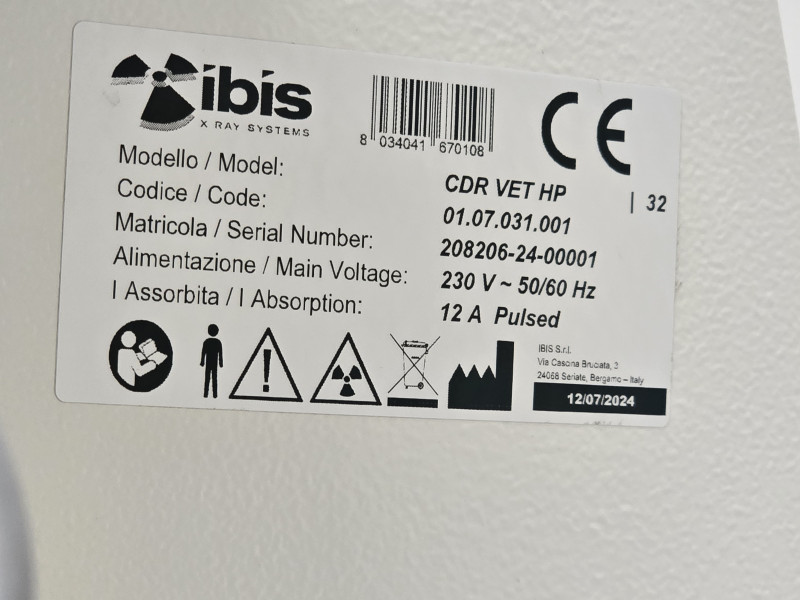 ibis
X RAY SYSTEMS
8 034041 670108
CE
Modello / Model: CDR VET HP | 32
Codice / Code: 01.07.031.001
Matricola / Serial Number: 208206-24-00001
Alimentazione / Main Voltage: 230 V ~ 50/60 Hz
I Assorbita / I Absorption: 12 A Pulsed
IBIS S.r.l.
Via Casona Bruciata, 3
24068 Seriate, Bergamo – Italy
12/07/2024